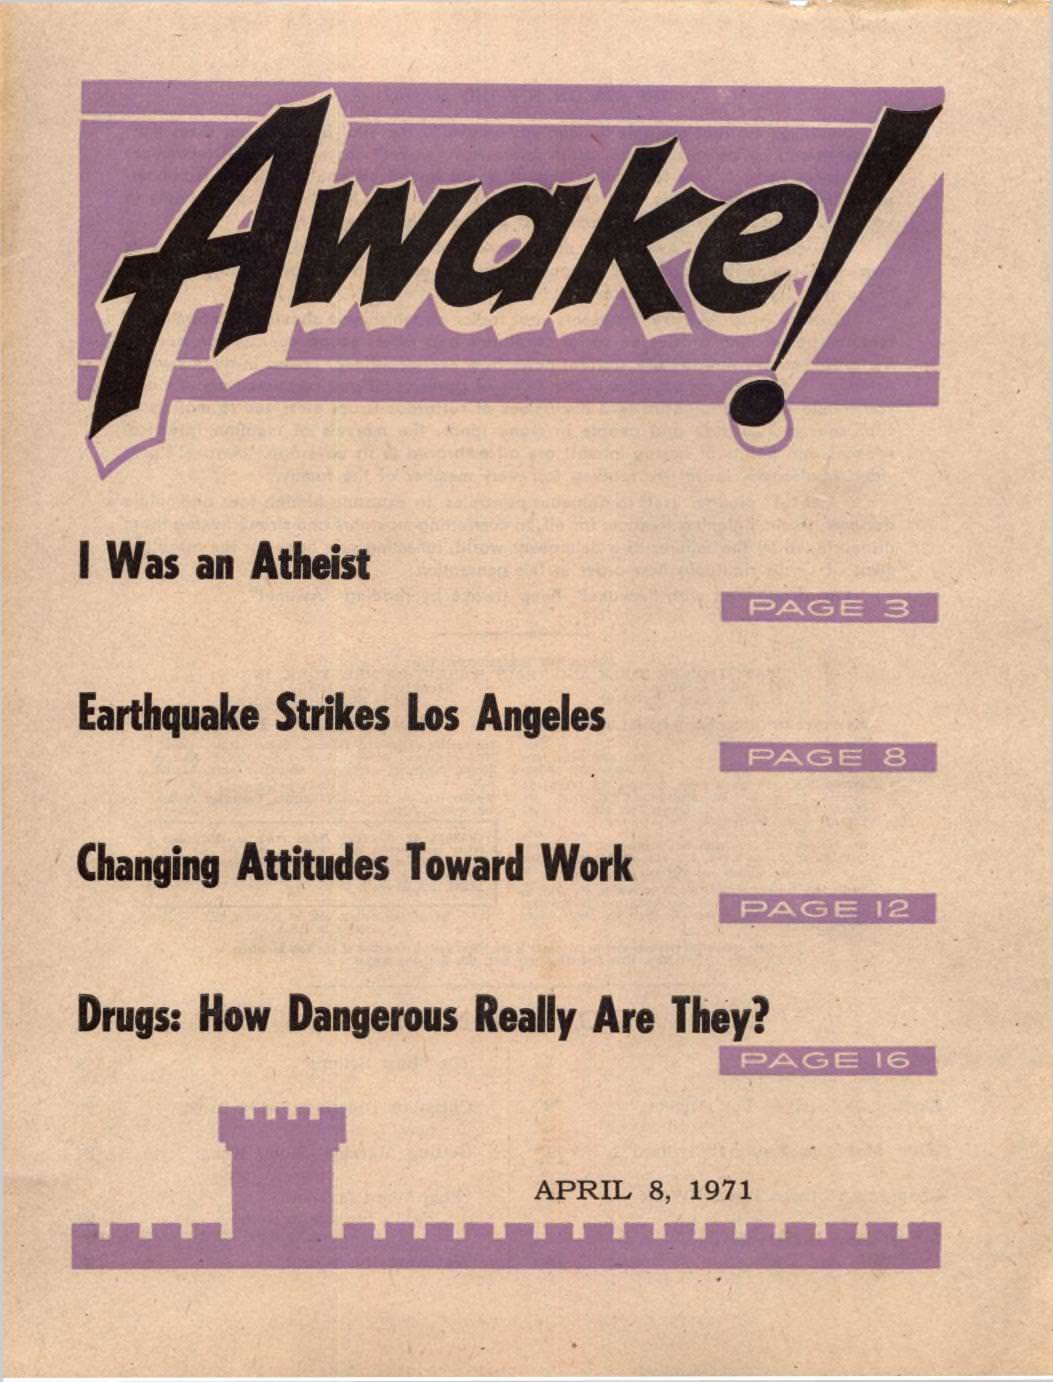 Awake!
I Was an Atheist
PAGE 3
Earthquake Strikes Los Angeles
PAGE 8
Changing Attitudes Toward Work
PAGE 12
Drugs: How Dangerous Really Are They?
PAGE 16
APRIL 8, 1971